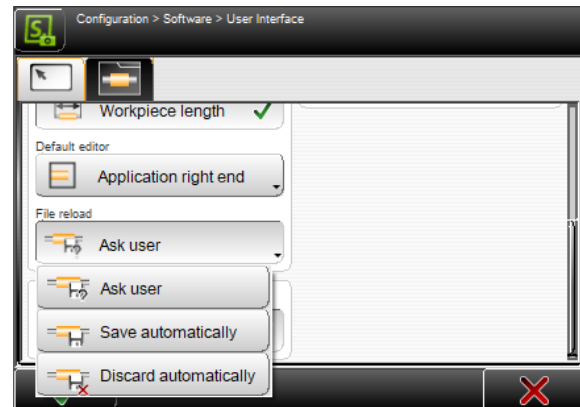 Configuration > Software > User Interface
Workpiece length
Default editor
Application right end
File reload
Ask user
Ask user
Save automatically
Discard automatically